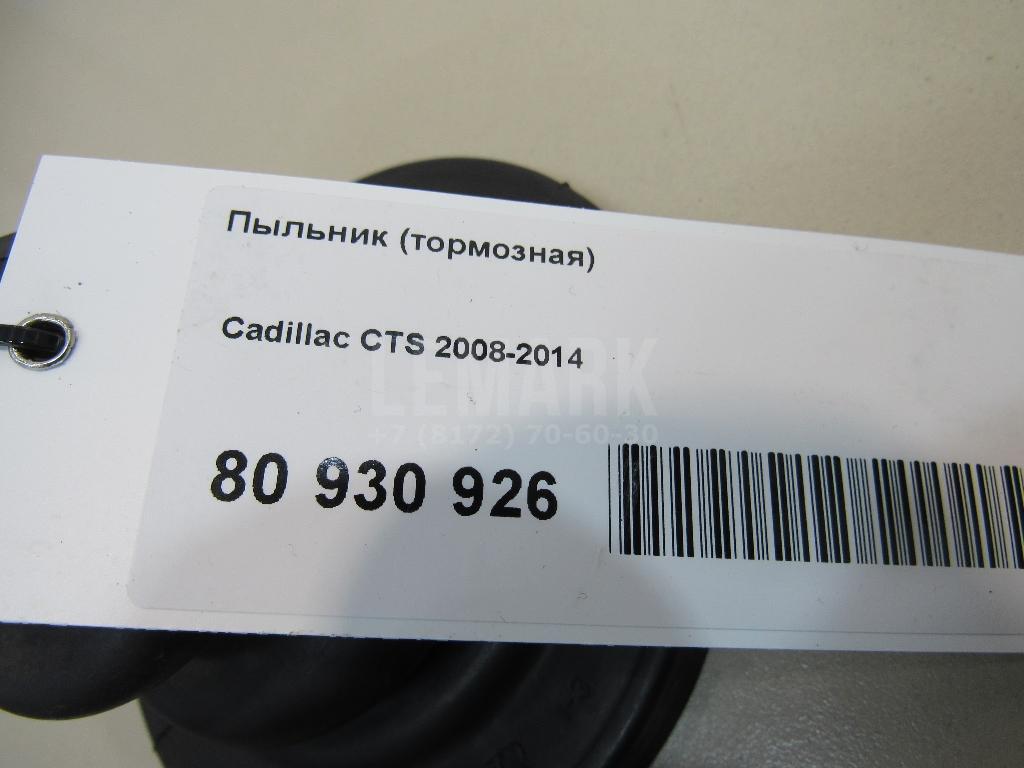 Пыльник (тормозная)
Cadillac CTS 2008-2014
LEMARK
+7 (8172) 70-60-30
80 930 926